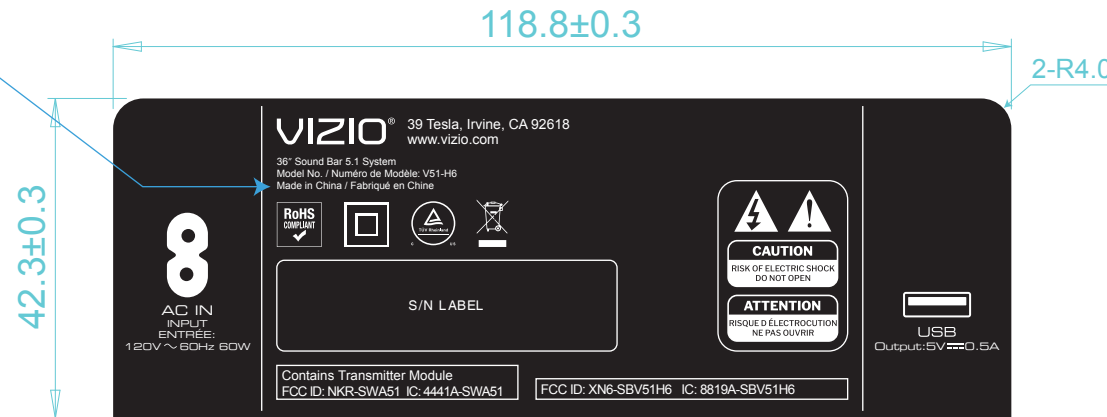 118.8±0.3
2-R4.0
42.3±0.3
VIZIO®
39 Tesla, Irvine, CA 92618
www.vizio.com
36" Sound Bar 5.1 System
Model No. / Numéro de Modèle: V51-H6
Made in China / Fabriqué en Chine
RoHS
COMPLIANT
TÜV Rheinland
C US
AC IN
INPUT
ENTRÉE:
120V ~ 60Hz 60W
S/N LABEL
CAUTION
RISK OF ELECTRIC SHOCK
DO NOT OPEN
ATTENTION
RISQUE D ÉLECTROCUTION
NE PAS OUVRIR
USB
Output:5V⎓0.5A
Contains Transmitter Module
FCC ID: NKR-SWA51 IC: 4441A-SWA51
FCC ID: XN6-SBV51H6 IC: 8819A-SBV51H6